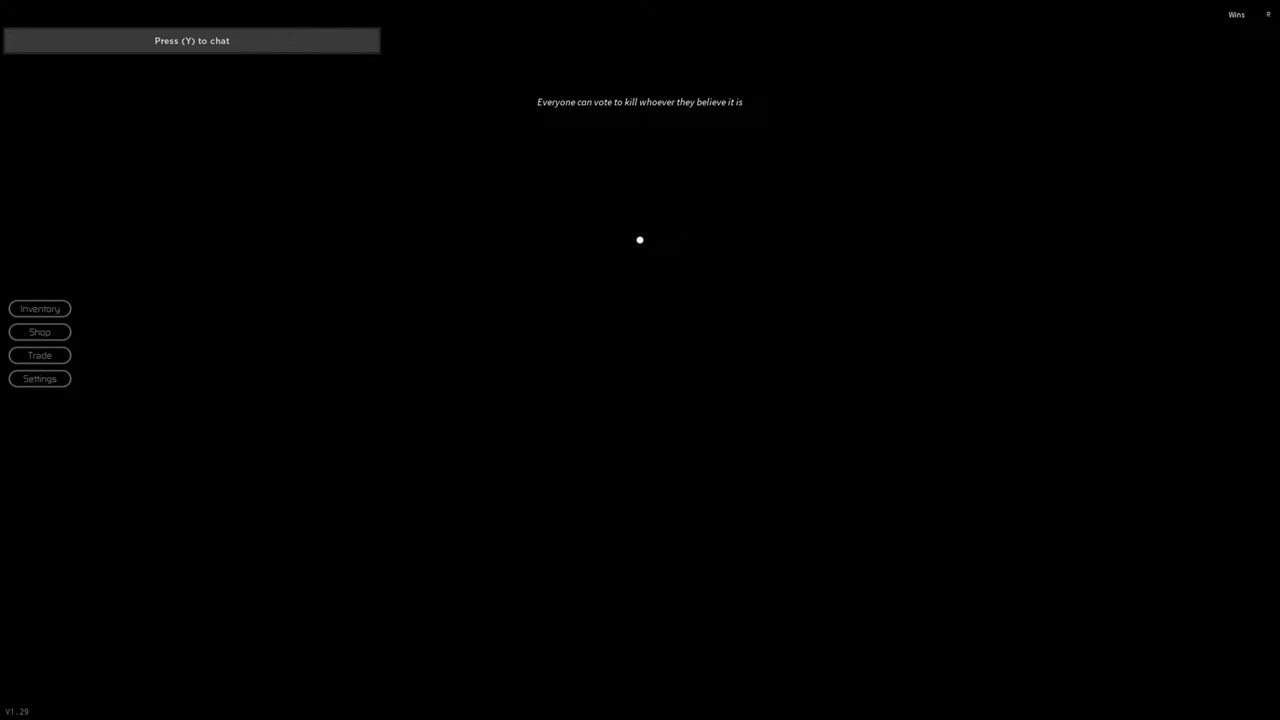 Wins R
Press (Y) to chat
Everyone can vote to kill whoever they believe it is
Inventory
Shop
Trade
Settings
V1.29